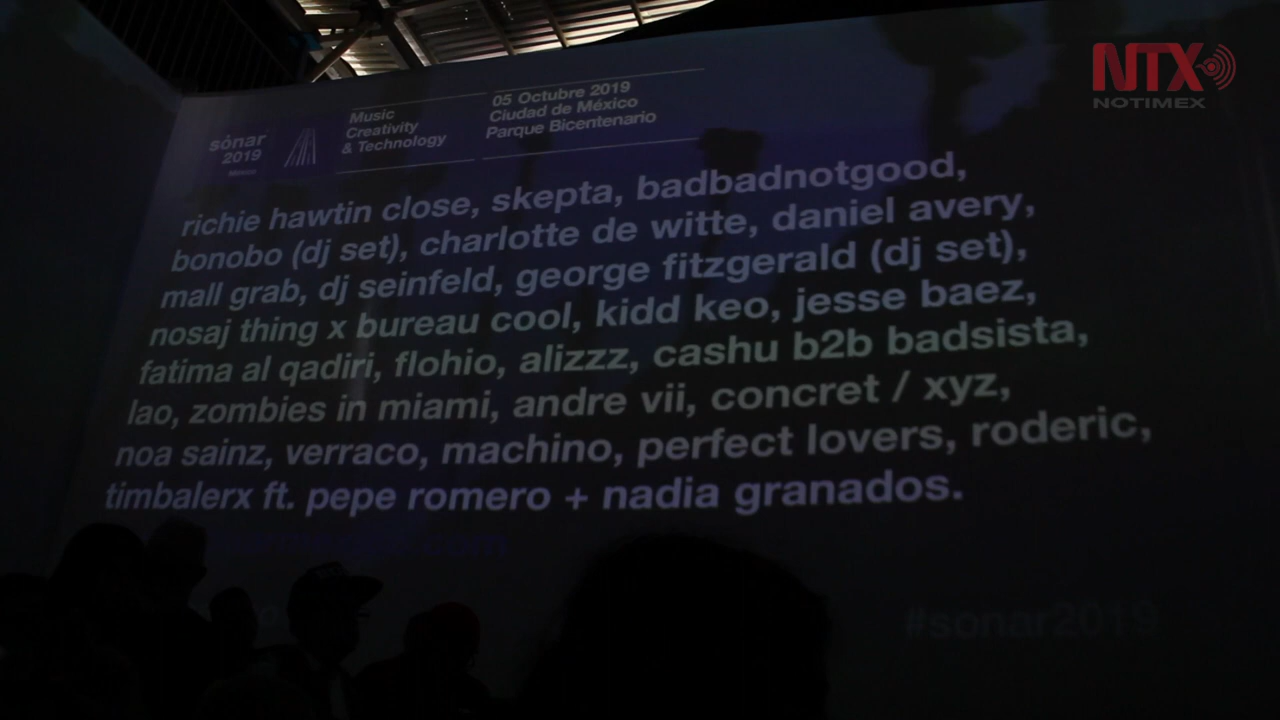 NTX
NOTIMEX
sónar
2019
México
Music
Creativity
& Technology
05 Octubre 2019
Ciudad de México
Parque Bicentenario
richie hawtin close, skepta, badbadnotgood,
bonobo (dj set), charlotte de witte, daniel avery,
mall grab, dj seinfeld, george fitzgerald (dj set),
nosaj thing x bureau cool, kidd keo, jesse baez,
fatima al qadiri, flohio, alizzz, cashu b2b badsista,
lao, zombies in miami, andre vii, concret / xyz,
noa sainz, verraco, machino, perfect lovers, roderic,
timbalerx ft. pepe romero + nadia granados.
#sonar2019